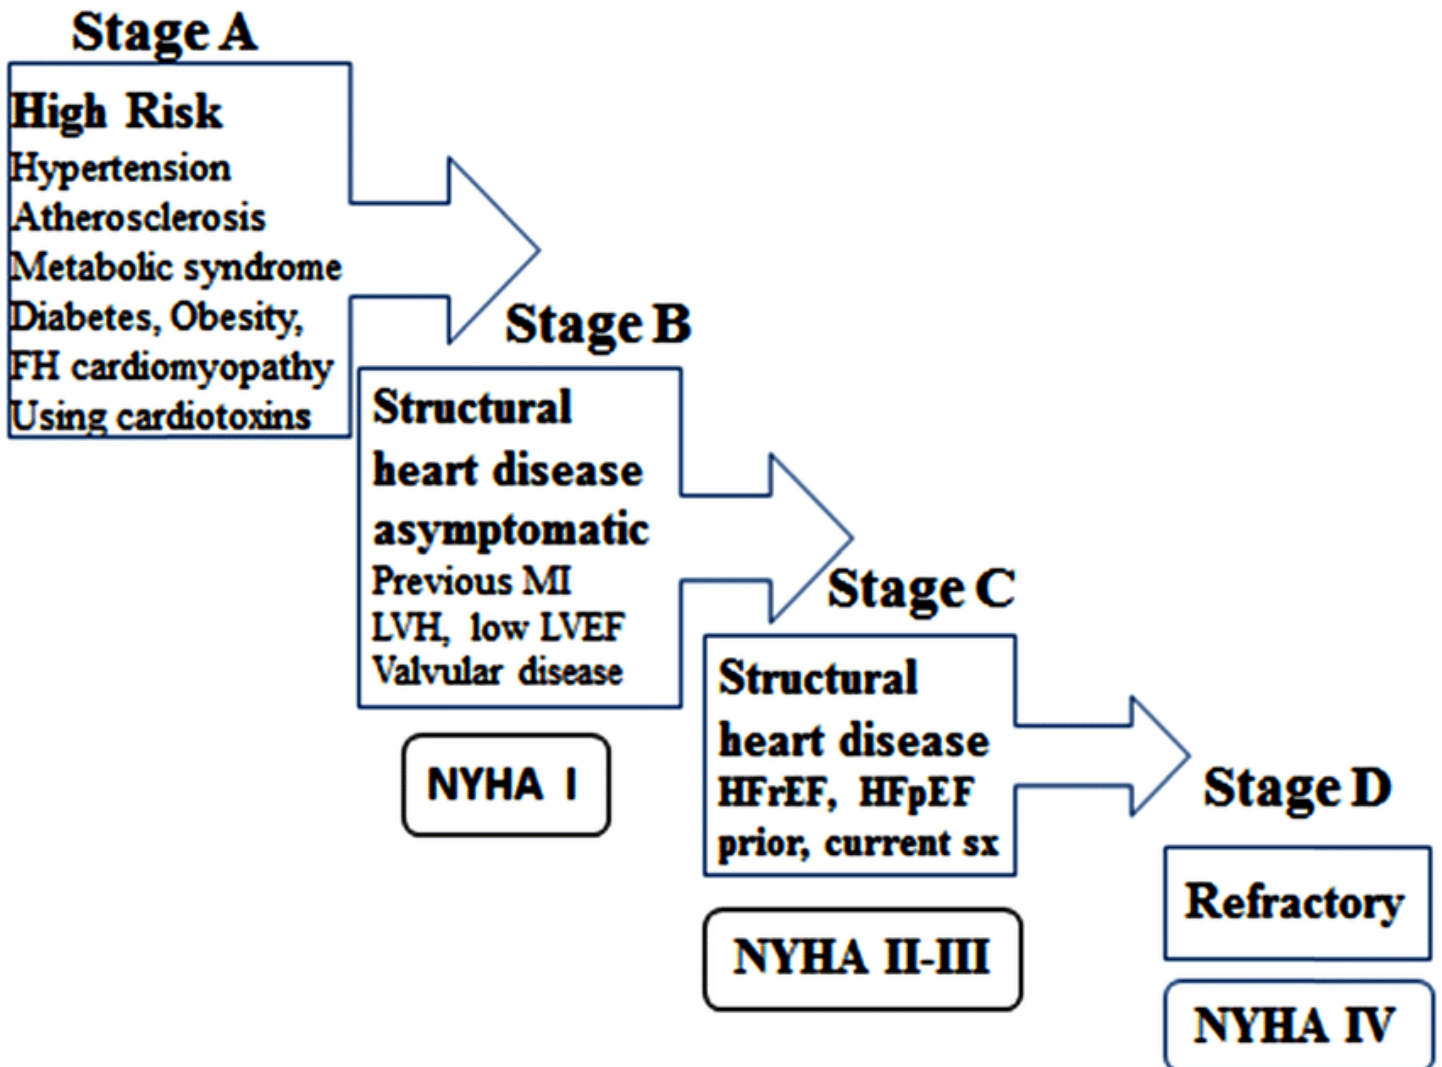 Stage A
High Risk
Hypertension
Atherosclerosis
Metabolic syndrome
Diabetes, Obesity,
FH cardiomyopathy
Using cardiotoxins
Stage B
Structural
heart disease
asymptomatic
Previous MI
LVH, low LVEF
Valvular disease
NYHA I
Stage C
Structural
heart disease
HFrEF, HFpEF
prior, current sx
NYHA II-III
Stage D
Refractory
NYHA IV